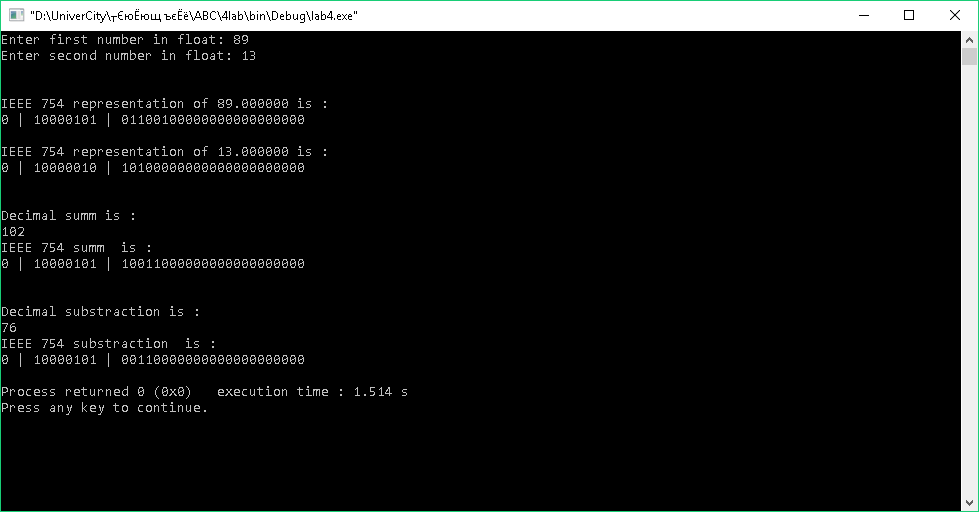 "D:\UniverCity\┬ЄюЁющ ъєЁё\ABC\4lab\bin\Debug\lab4.exe"
Enter first number in float: 89
Enter second number in float: 13
IEEE 754 representation of 89.000000 is :
0 | 10000101 | 01100100000000000000000
IEEE 754 representation of 13.000000 is :
0 | 10000010 | 10100000000000000000000
Decimal summ is :
102
IEEE 754 summ  is :
0 | 10000101 | 10011000000000000000000
Decimal substraction is :
76
IEEE 754 substraction  is :
0 | 10000101 | 00110000000000000000000
Process returned 0 (0x0)   execution time : 1.514 s
Press any key to continue.